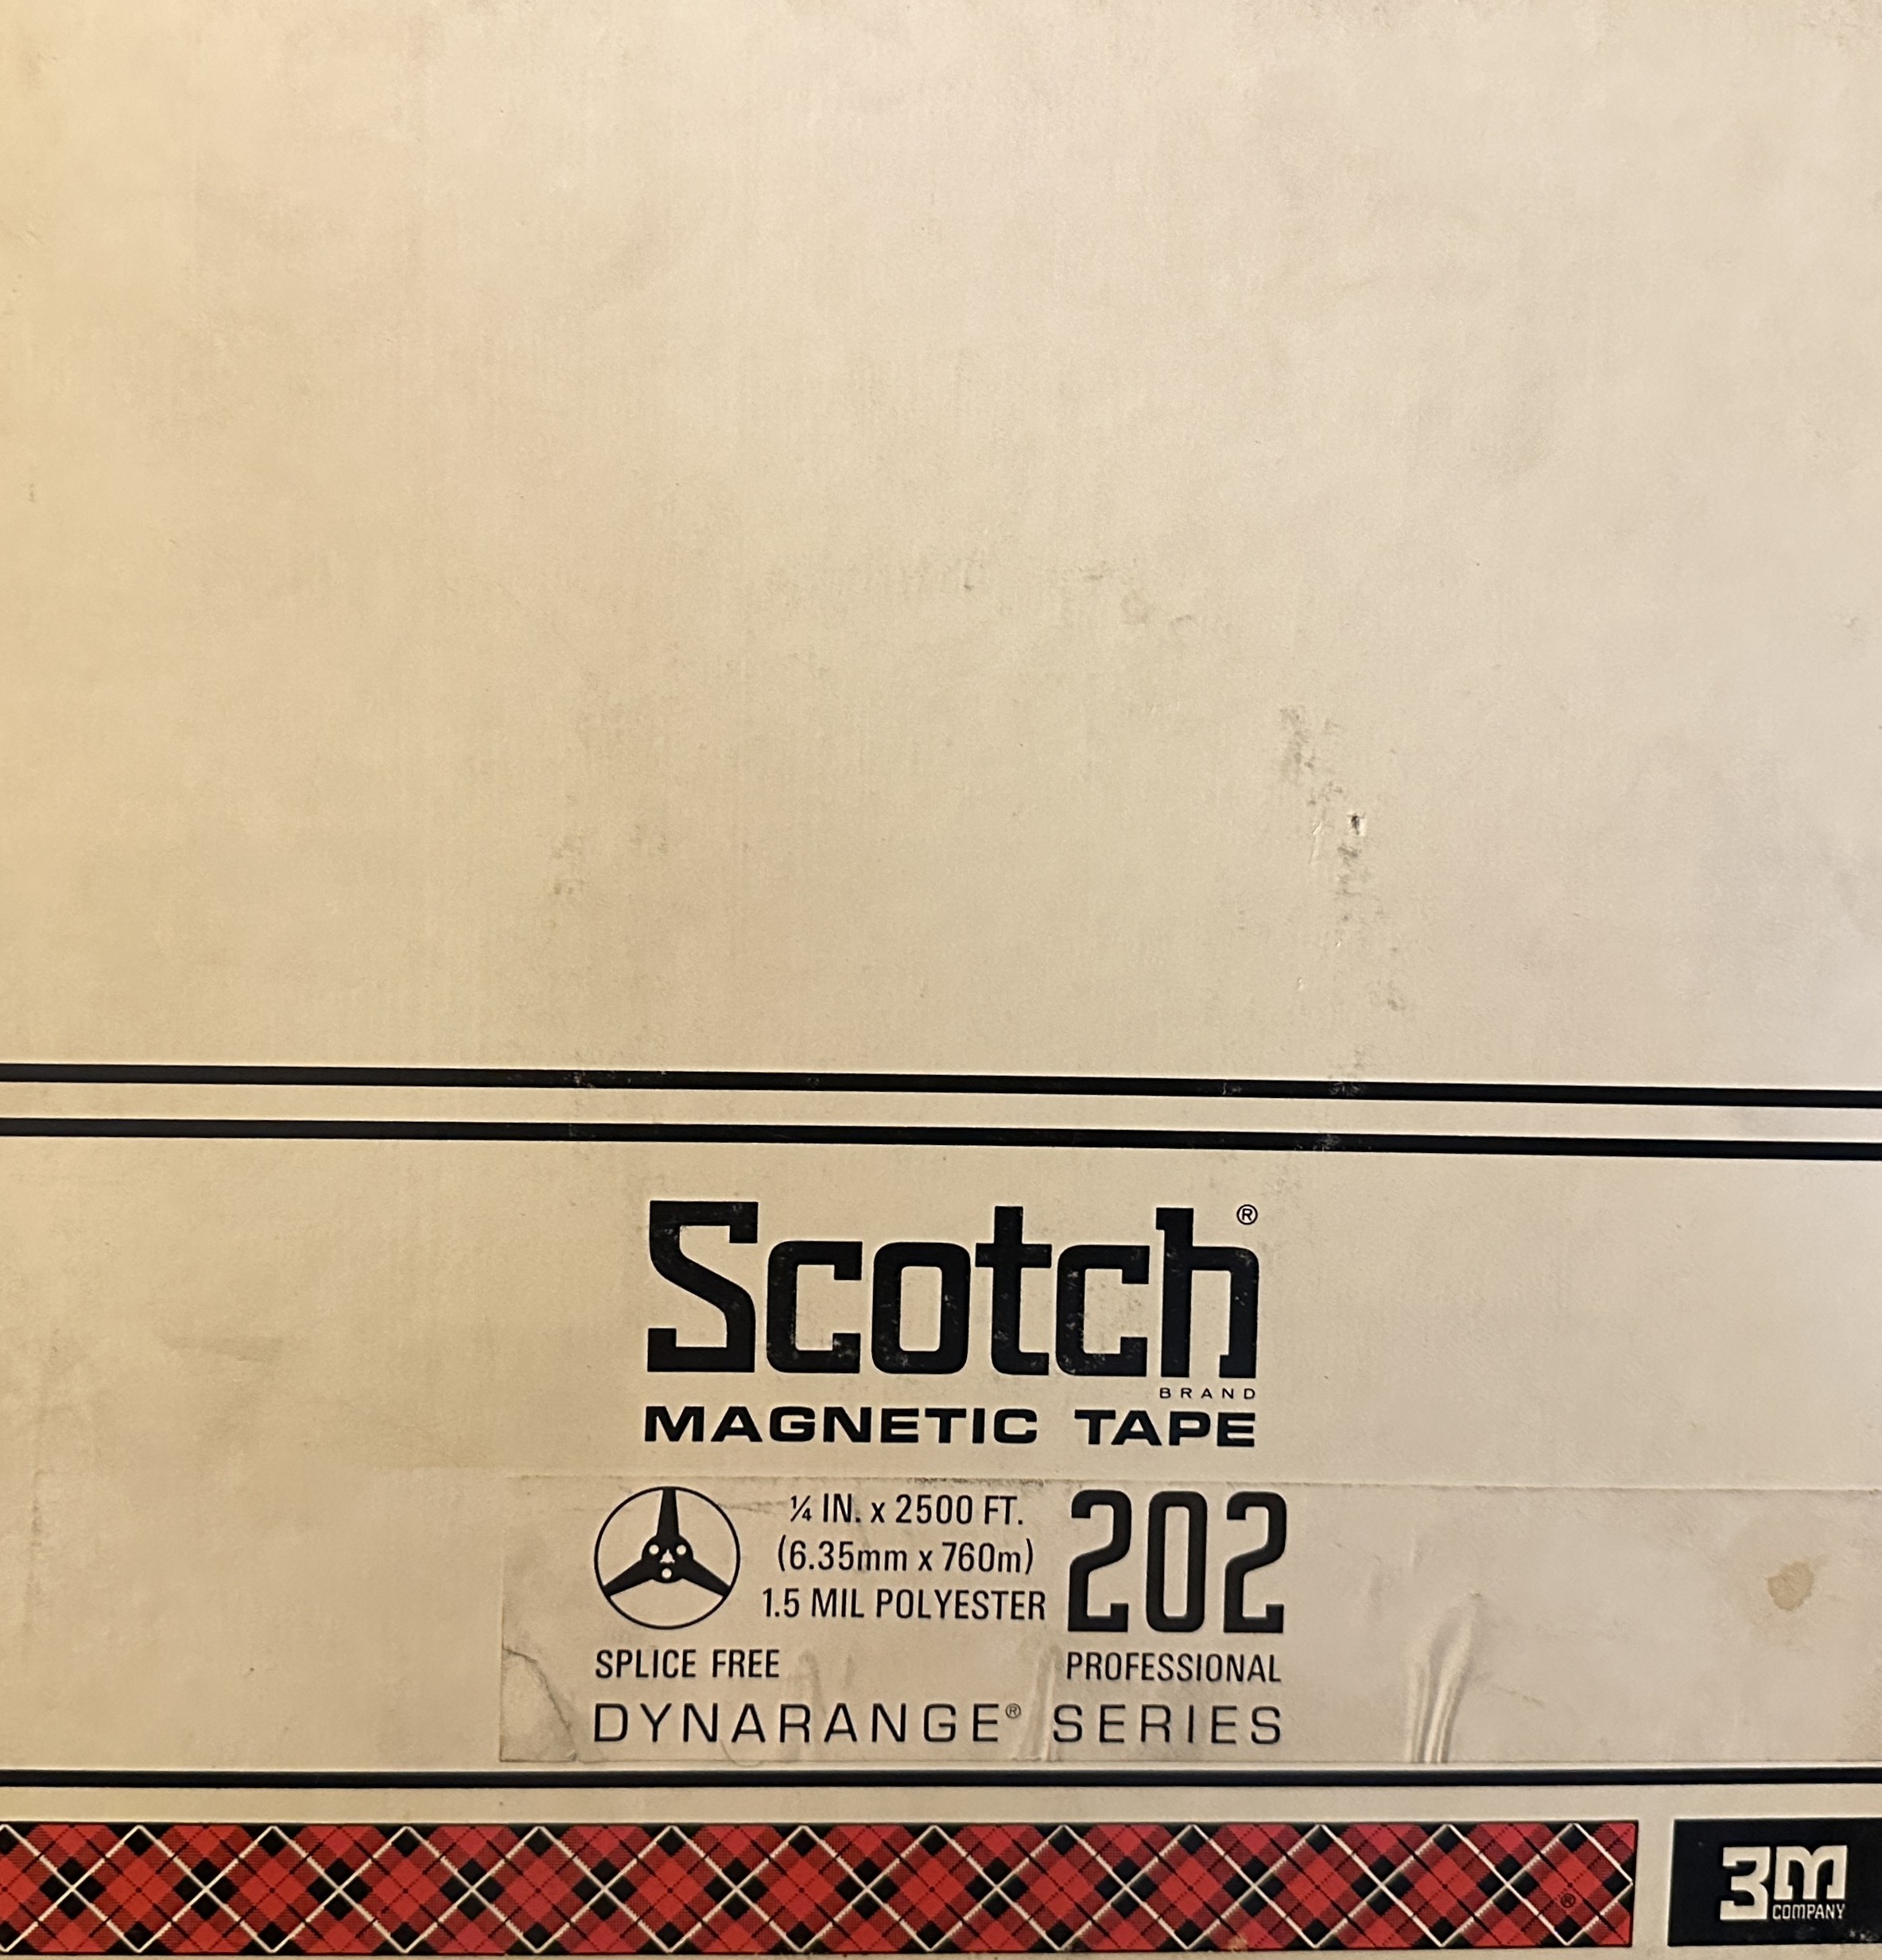 Scotch®
BRAND
MAGNETIC TAPE
¼ IN. x 2500 FT.
(6.35mm x 760m)
1.5 MIL POLYESTER
202
SPLICE FREE
PROFESSIONAL
DYNARANGE® SERIES
®
3M
COMPANY